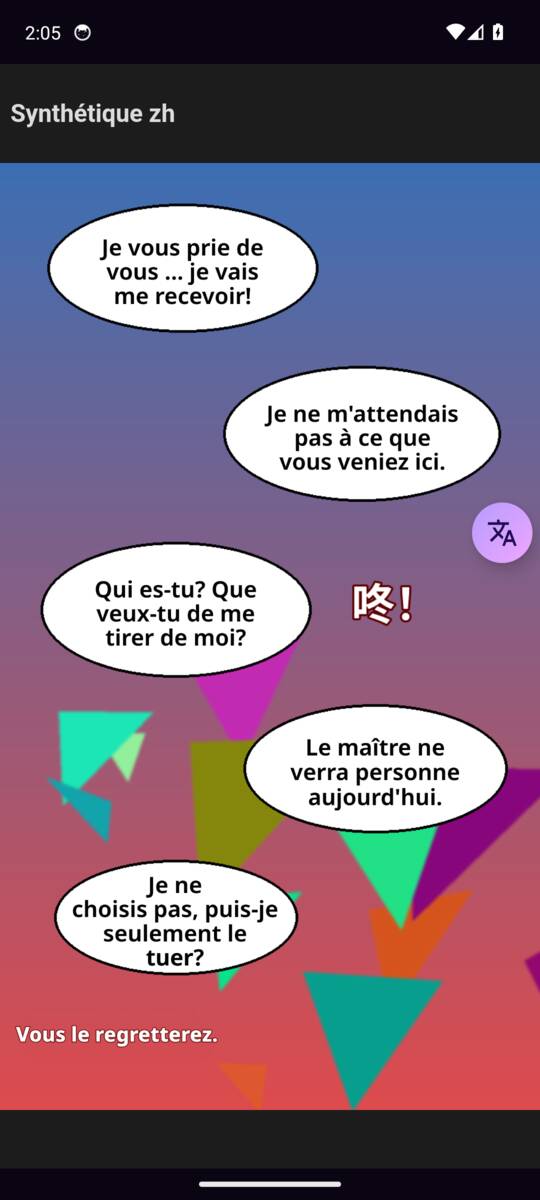 2:05
Synthétique zh
Je vous prie de
vous ... je vais
me recevoir!
Je ne m'attendais
pas à ce que
vous veniez ici.
Qui es-tu? Que
veux-tu de me
tirer de moi?
咚!
Le maître ne
verra personne
aujourd'hui.
Je ne
choisis pas, puis-je
seulement le
tuer?
Vous le regretterez.